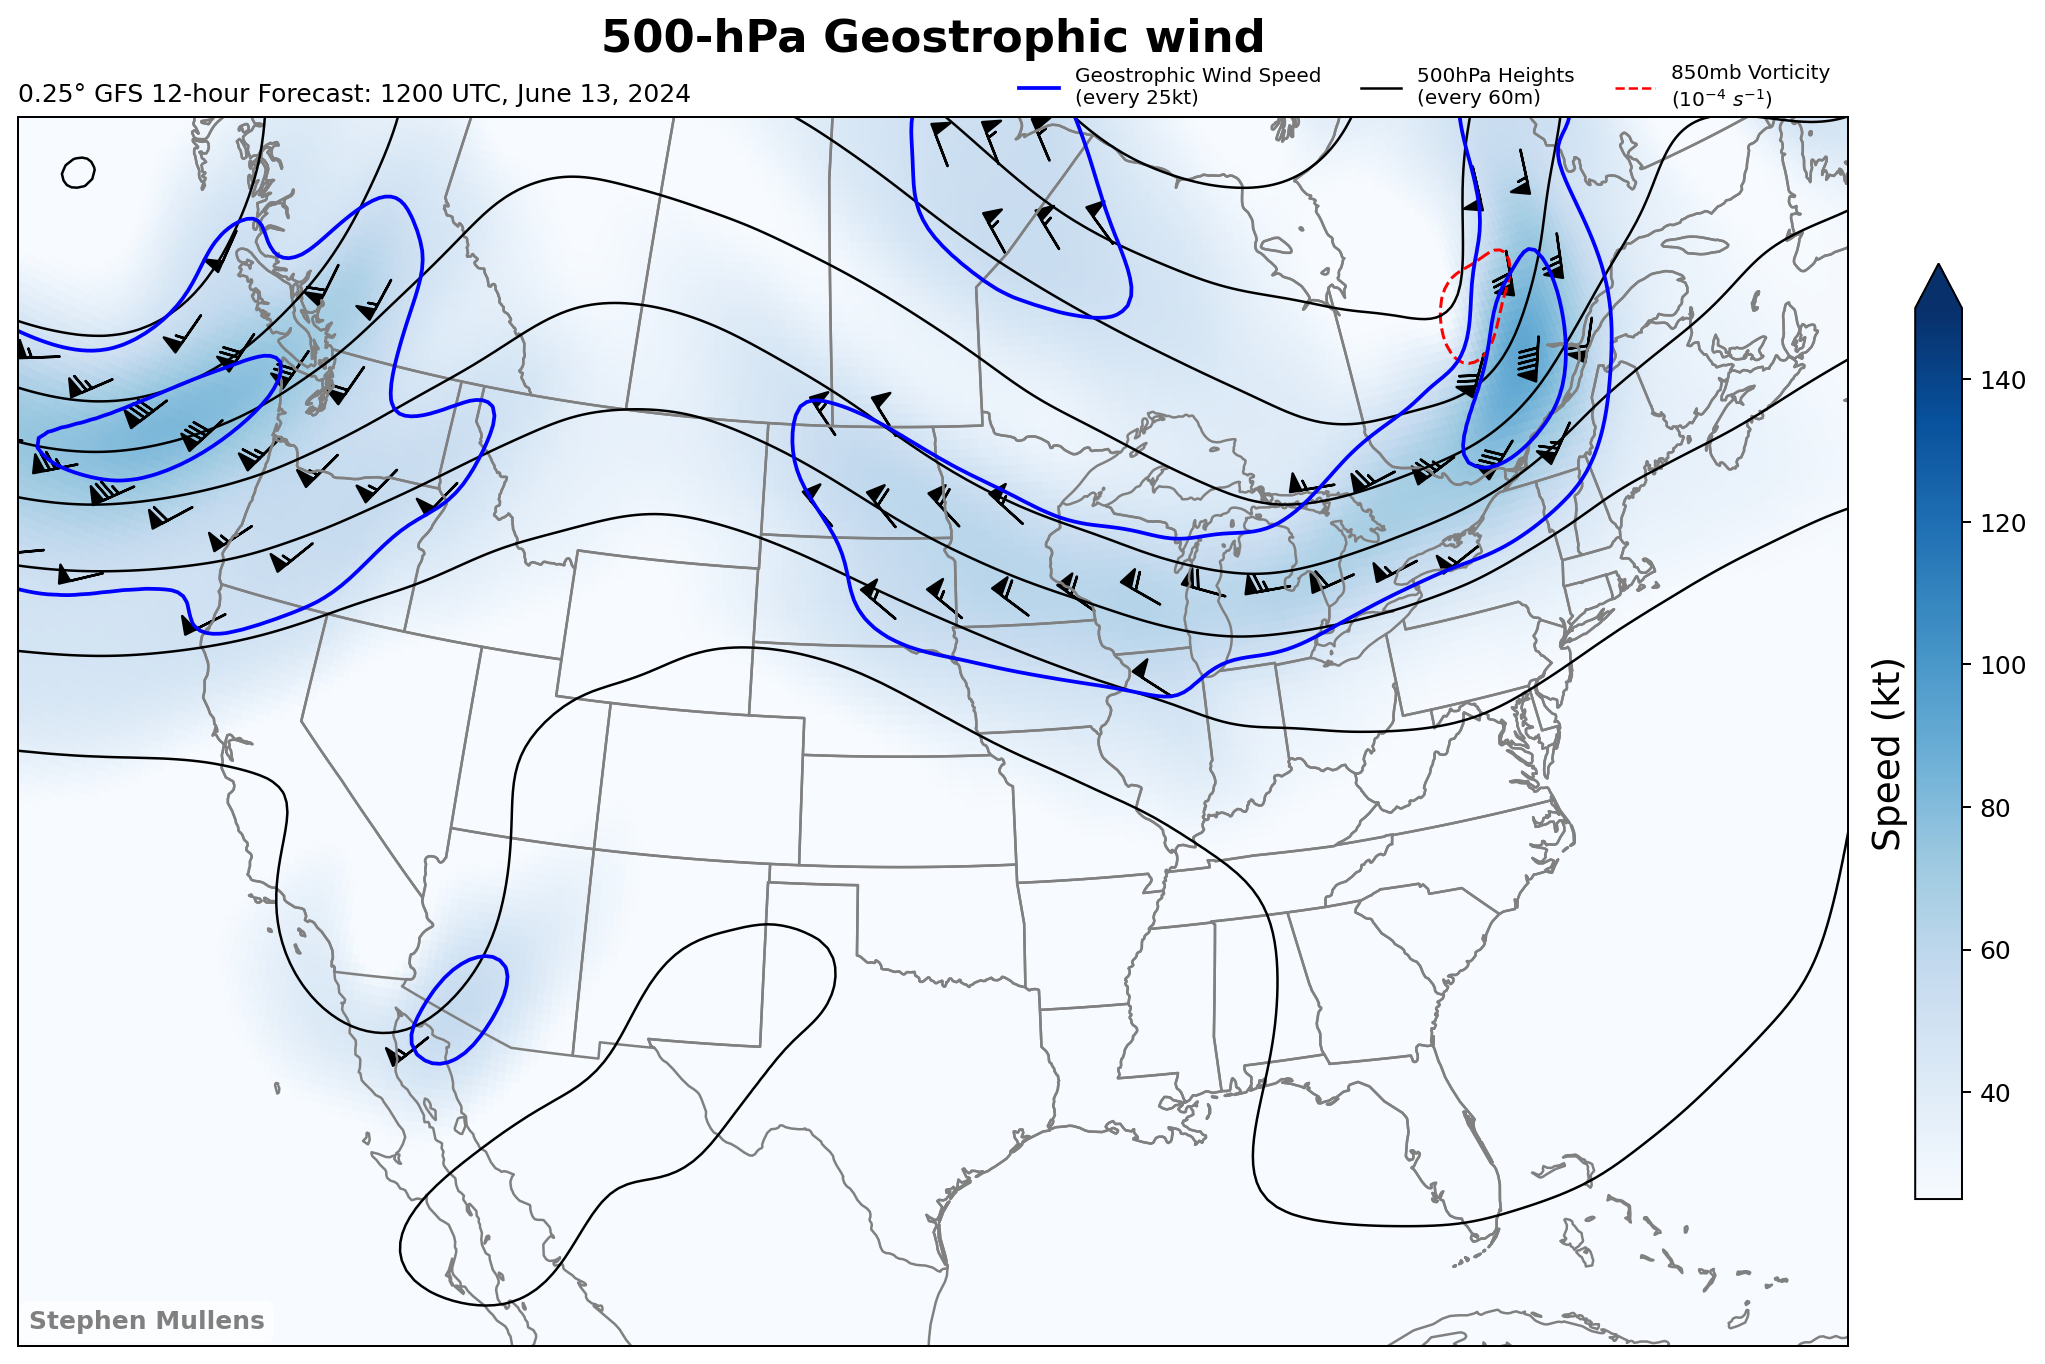 500-hPa Geostrophic wind
0.25° GFS 12-hour Forecast: 1200 UTC, June 13, 2024
Geostrophic Wind Speed
(every 25kt)
500hPa Heights
(every 60m)
850mb Vorticity
(10⁻⁴ s⁻¹)
140
120
100
80
60
40
Speed (kt)
Stephen Mullens